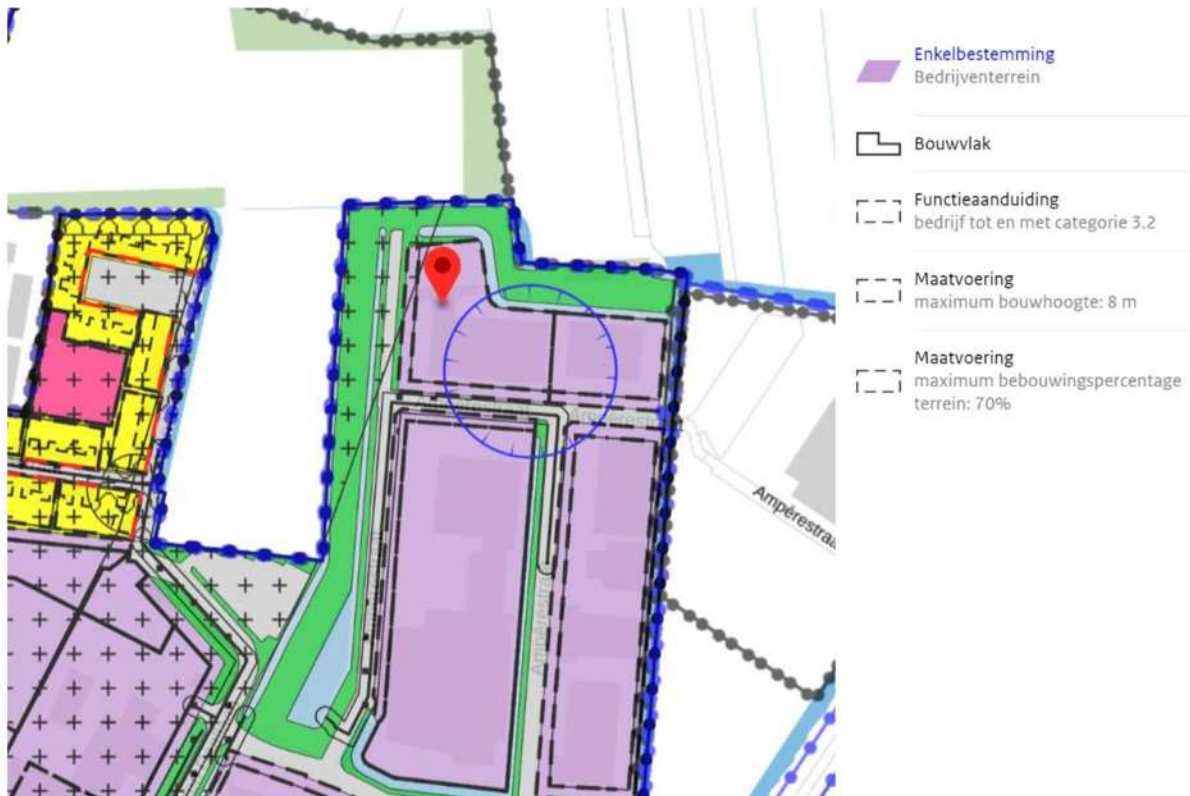 Enkelbestemming
Bedrijventerrein
Bouwvlak
Functieaanduiding
bedrijf tot en met categorie 3.2
Maatvoering
maximum bouwhoogte: 8 m
Maatvoering
maximum bebouwingspercentage
terrein: 70%
Ampérestraat